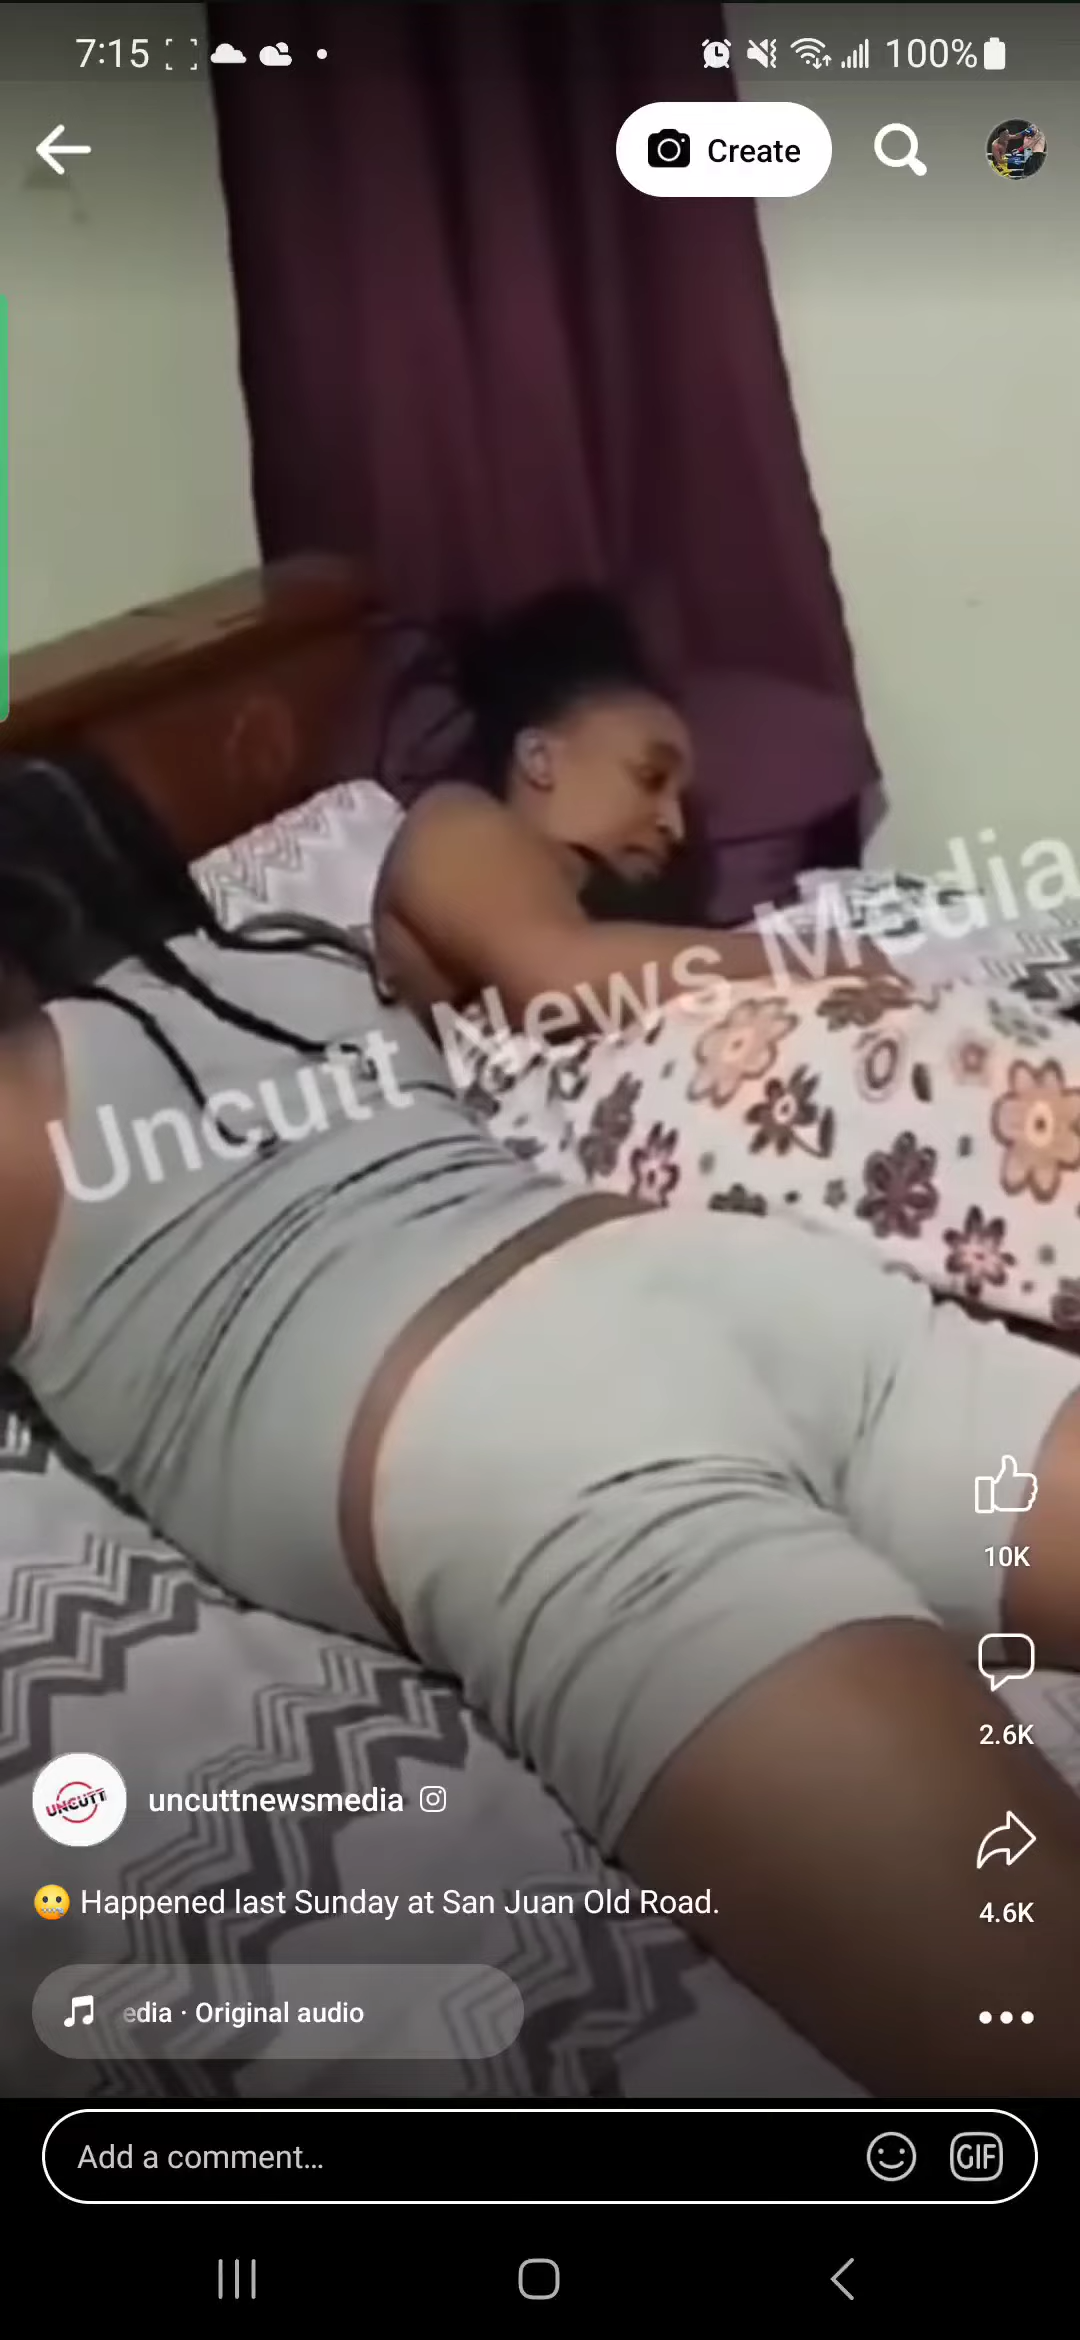 7:15
100%
Create
Uncutt News Media
UNCUTT
uncuttnewsmedia
🤐 Happened last Sunday at San Juan Old Road.
edia · Original audio
10K
2.6K
4.6K
Add a comment...
GIF